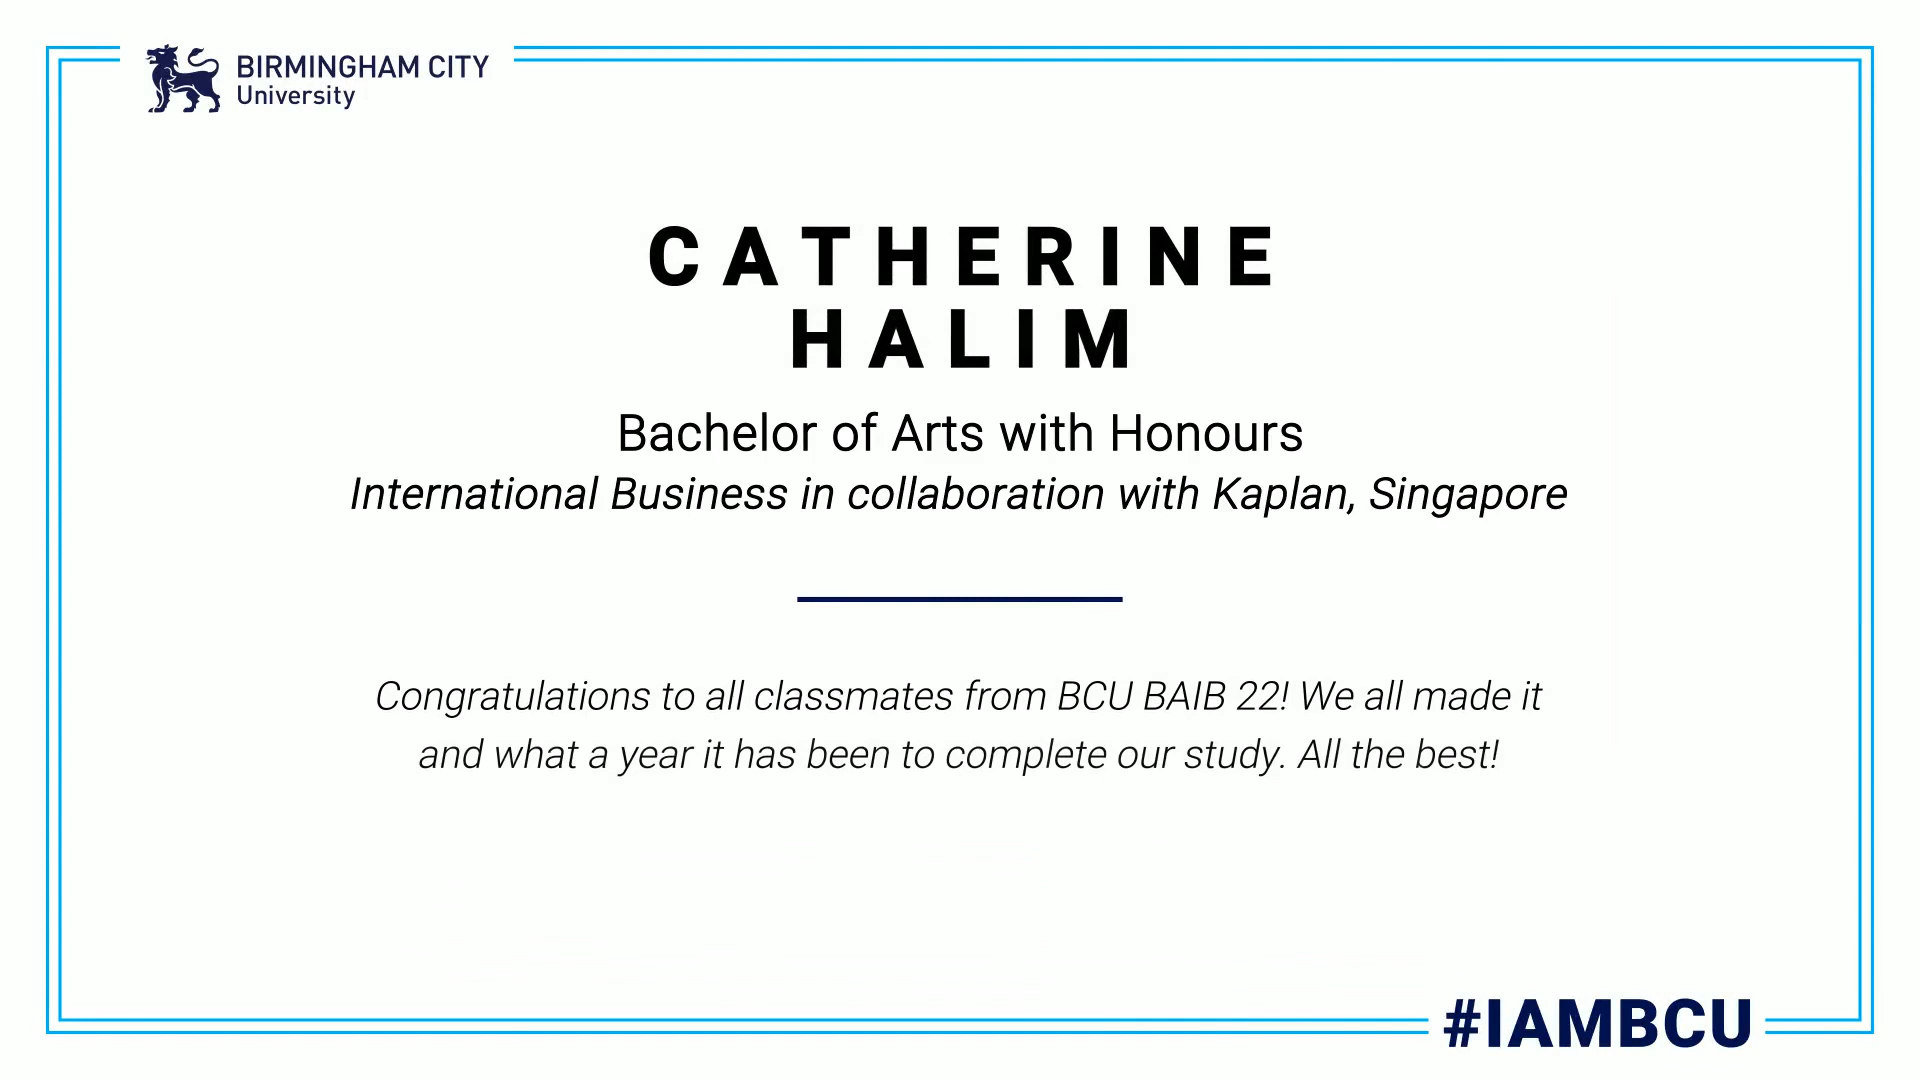 BIRMINGHAM CITY
University
CATHERINE
HALIM
Bachelor of Arts with Honours
International Business in collaboration with Kaplan, Singapore
Congratulations to all classmates from BCU BAIB 22! We all made it
and what a year it has been to complete our study. All the best!
#IAMBCU